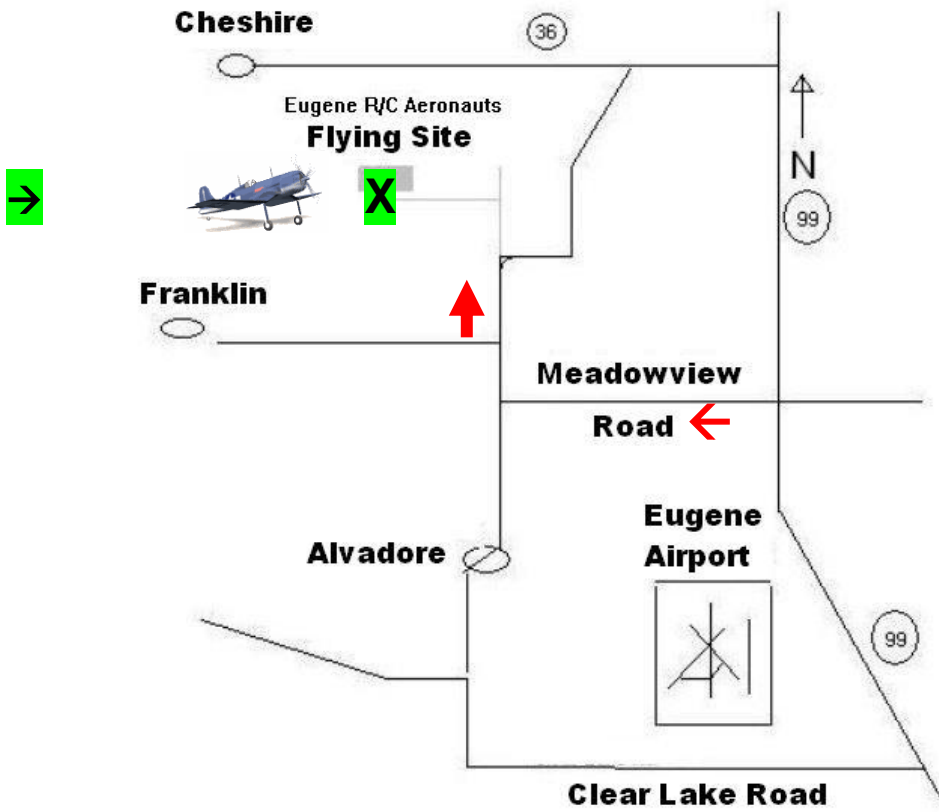 Cheshire
36
Eugene R/C Aeronauts
Flying Site
→
X
N
99
Franklin
Meadowview
Road ←
Eugene
Airport
Alvadore
99
Clear Lake Road